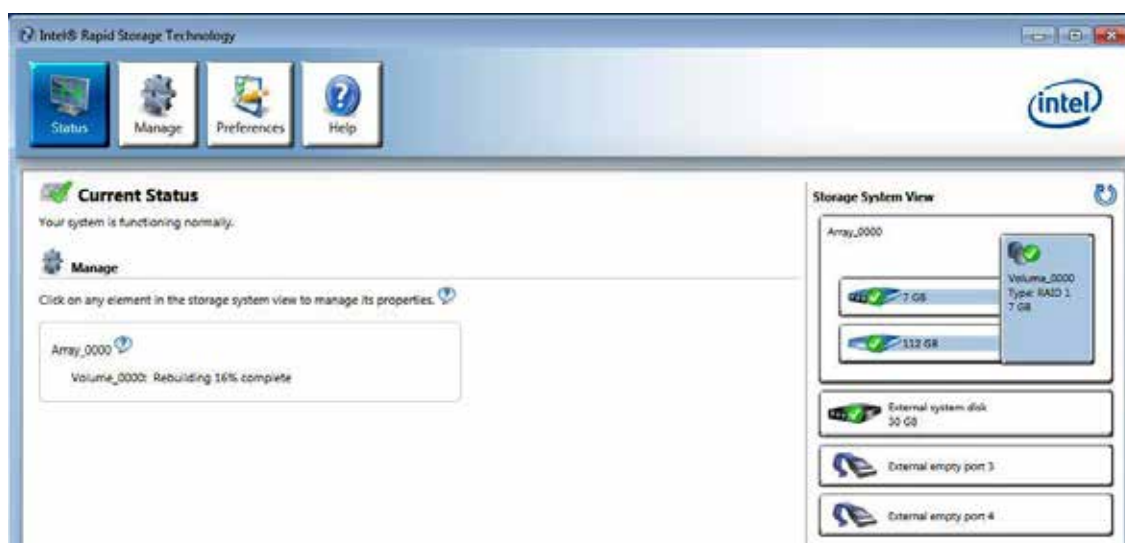 Intel® Rapid Storage Technology
Status
Manage
Preferences
Help
intel
Current Status
Your system is functioning normally.
Manage
Click on any element in the storage system view to manage its properties.
Array_0000
Volume_0000: Rebuilding 16% complete
Storage System View
Array_0000
7 GB
112 GB
Volume_0000
Type: RAID 1
7 GB
External system disk
30 GB
External empty port 3
External empty port 4